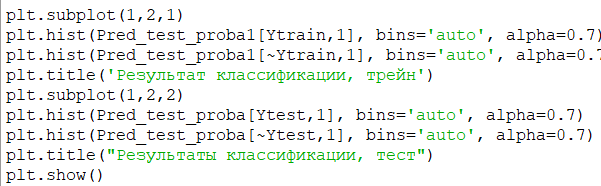 plt.subplot(1,2,1)
plt.hist(Pred_test_proba1[Ytrain,1], bins='auto', alpha=0.7)
plt.hist(Pred_test_proba1[~Ytrain,1], bins='auto', alpha=0.7
plt.title('Результат классификации, трейн')
plt.subplot(1,2,2)
plt.hist(Pred_test_proba[Ytest,1], bins='auto', alpha=0.7)
plt.hist(Pred_test_proba[~Ytest,1], bins='auto', alpha=0.7)
plt.title("Результаты классификации, тест")
plt.show()